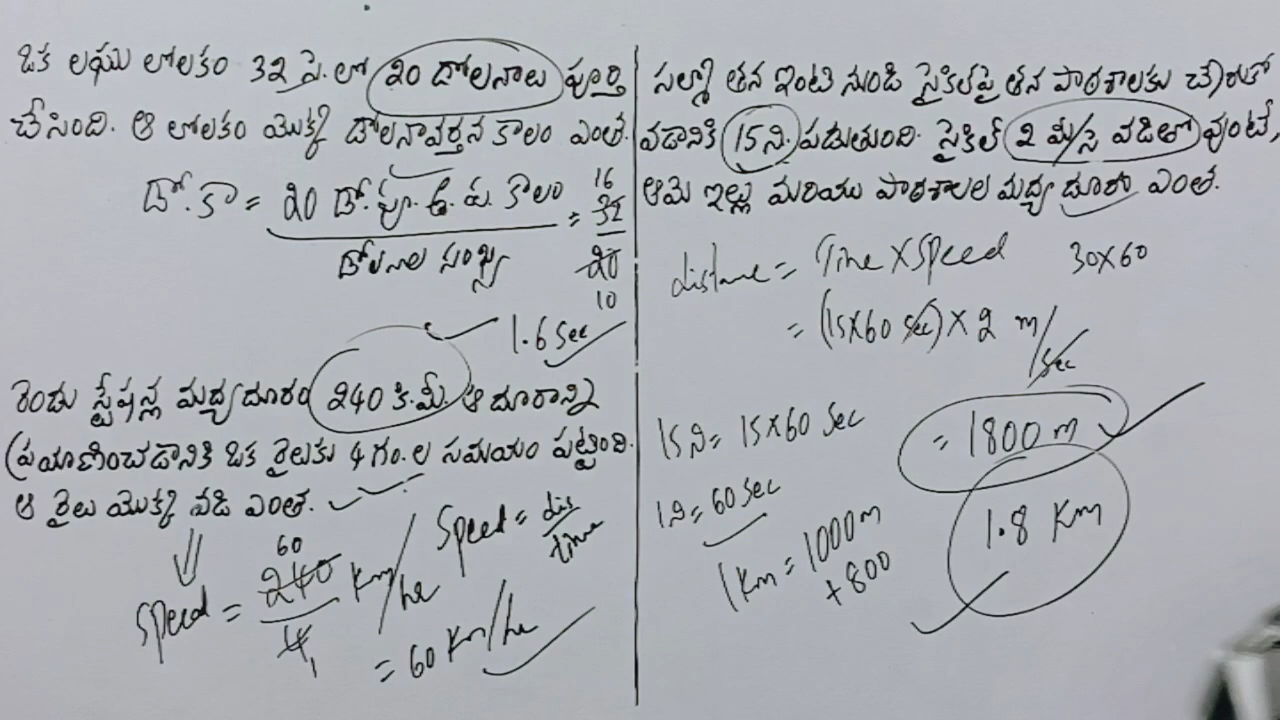 ఒక లఘు లోలకం 32 సె. లో 20 డోలనాలు పూర్తి
చేసింది. ఆ లోలకం యొక్క డోలనావర్తన కాలం ఎంత.
డో. కా = 20 డో. పూ. చే. ప. కాలం / డోలనాల సంఖ్య = 32 / 20
16
10
1.6 Sec
రెండు స్టేషన్ల మధ్యదూరం 240 కి.మీ. ఆ దూరాన్ని
ప్రయాణించడానికి ఒక రైలుకు 4 గం.ల సమయం పట్టింది.
ఆ రైలు యొక్క వడి ఎంత.
Speed = dis / time
60
Speed = 240 / 4 Km/hr
1
= 60 Km/hr
సల్మా తన ఇంటి నుండి సైకిల్‌పై తన పాఠశాలకు చేరుకో
వడానికి 15ని. పడుతుంది. సైకిల్ 2 మీ/సె వడితో వుంటే,
ఆమె ఇల్లు మరియు పాఠశాలల మధ్య దూరం ఎంత.
distance = Time X Speed
30X60
= (15X60 sec) X 2 m/sec
15ని = 15X60 Sec
= 1800m
1ని = 60 Sec
1.8 Km
1Km = 1000m
+800